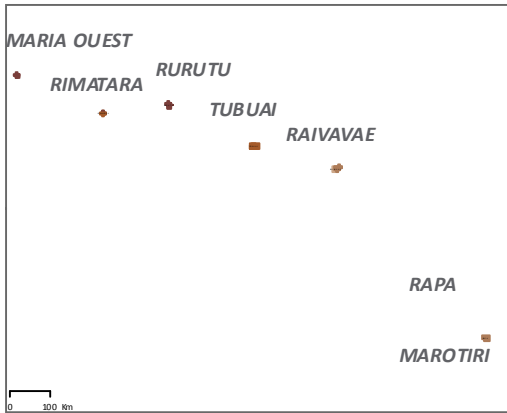 MARIA OUEST
RURUTU
RIMATARA
TUBUAI
RAIVAVAE
RAPA
MAROTIRI
0 100 Km